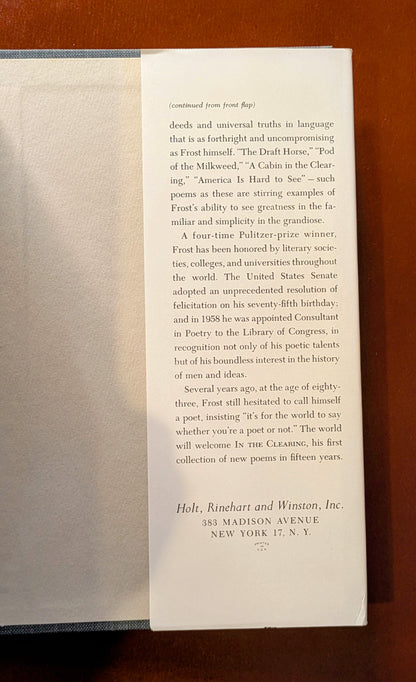 (continued from front flap)
deeds and universal truths in language
that is as forthright and uncompromising
as Frost himself. "The Draft Horse," "Pod
of the Milkweed," "A Cabin in the Clear-
ing," "America Is Hard to See" — such
poems as these are stirring examples of
Frost's ability to see greatness in the fa-
miliar and simplicity in the grandiose.
A four-time Pulitzer-prize winner,
Frost has been honored by literary socie-
ties, colleges, and universities throughout
the world. The United States Senate
adopted an unprecedented resolution of
felicitation on his seventy-fifth birthday;
and in 1958 he was appointed Consultant
in Poetry to the Library of Congress, in
recognition not only of his poetic talents
but of his boundless interest in the history
of men and ideas.
Several years ago, at the age of eighty-
three, Frost still hesitated to call himself
a poet, insisting "it's for the world to say
whether you're a poet or not." The world
will welcome IN THE CLEARING, his first
collection of new poems in fifteen years.
Holt, Rinehart and Winston, Inc.
383 MADISON AVENUE
NEW YORK 17, N. Y.